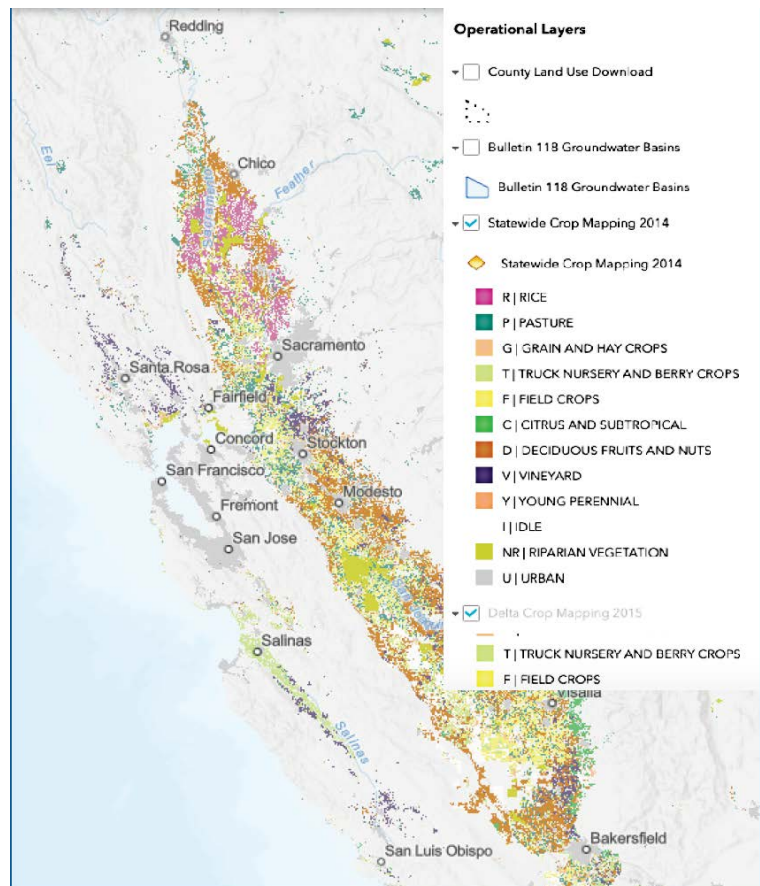 Redding
Eel
Chico
Feather
Sacramento
Sacramento
Santa Rosa
Fairfield
Concord
Stockton
San Francisco
Modesto
Fremont
San Jose
Salinas
Salinas
Visalia
Bakersfield
San Luis Obispo
Operational Layers
County Land Use Download
Bulletin 118 Groundwater Basins
Bulletin 118 Groundwater Basins
Statewide Crop Mapping 2014
Statewide Crop Mapping 2014
R | RICE
P | PASTURE
G | GRAIN AND HAY CROPS
T | TRUCK NURSERY AND BERRY CROPS
F | FIELD CROPS
C | CITRUS AND SUBTROPICAL
D | DECIDUOUS FRUITS AND NUTS
V | VINEYARD
Y | YOUNG PERENNIAL
I | IDLE
NR | RIPARIAN VEGETATION
U | URBAN
Delta Crop Mapping 2015
T | TRUCK NURSERY AND BERRY CROPS
F | FIELD CROPS